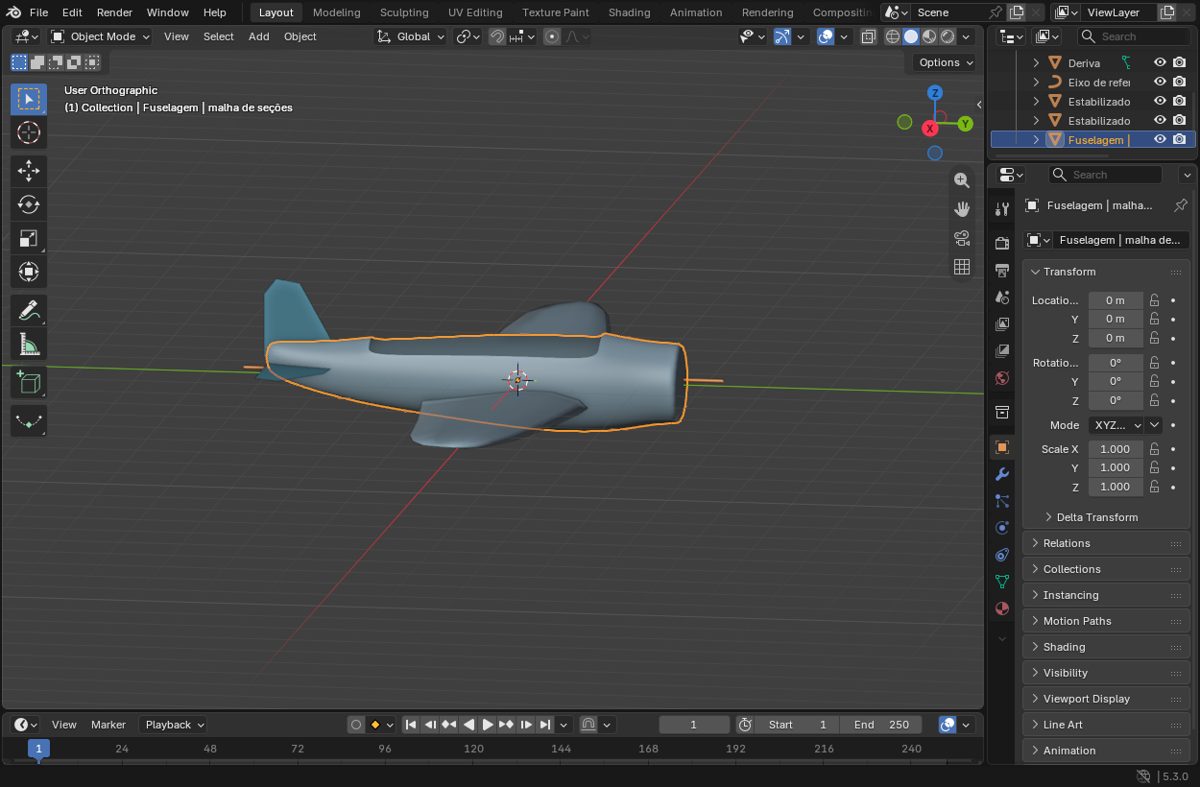 File Edit Render Window Help Layout Modeling Sculpting UV Editing Texture Paint Shading Animation Rendering Compositi Scene ViewLayer
Object Mode View Select Add Object Global Search
Options
User Orthographic
(1) Collection | Fuselagem | malha de seções
Z
Y
X
Deriva
Eixo de refer
Estabilizado
Estabilizado
Fuselagem |
Search
Fuselagem | malha...
Fuselagem | malha de...
Transform
Locatio... 0 m
Y 0 m
Z 0 m
Rotatio... 0°
Y 0°
Z 0°
Mode XYZ...
Scale X 1.000
Y 1.000
Z 1.000
Delta Transform
Relations
Collections
Instancing
Motion Paths
Shading
Visibility
Viewport Display
Line Art
Animation
View Marker Playback 1 Start 1 End 250
1 24 48 72 96 120 144 168 192 216 240
5.3.0